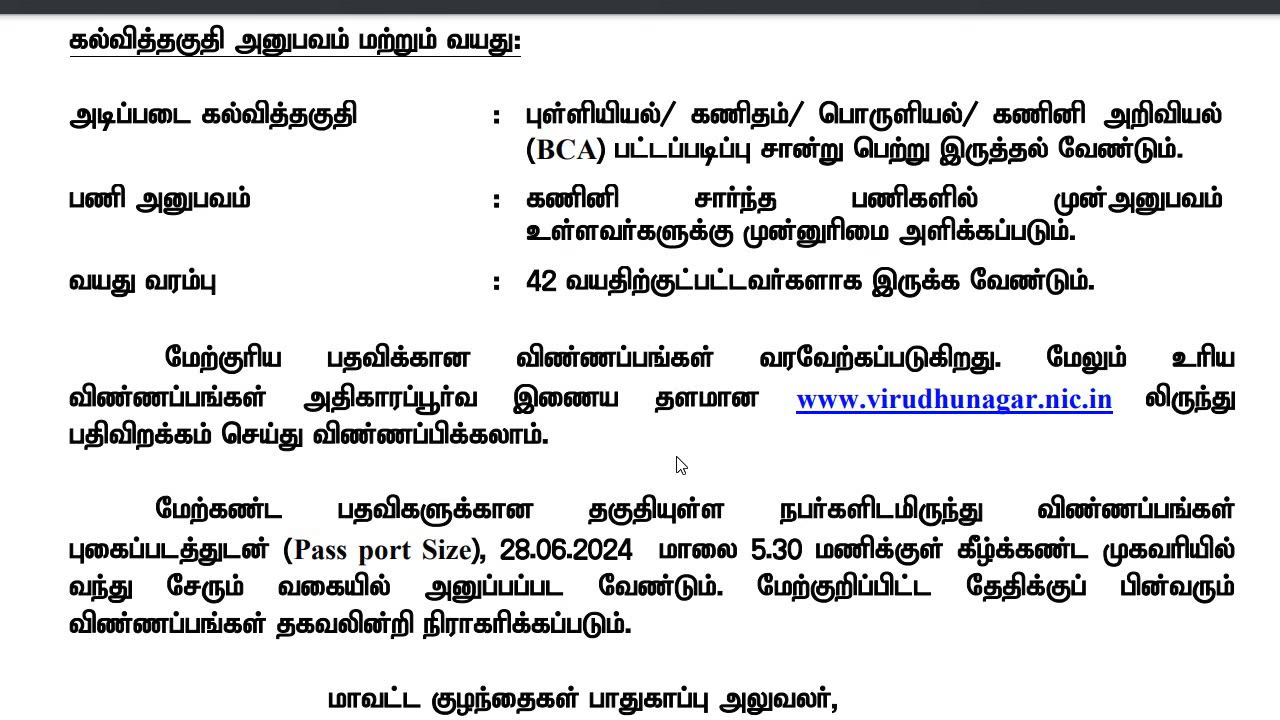 கல்வித்தகுதி அனுபவம் மற்றும் வயது:
அடிப்படை கல்வித்தகுதி : புள்ளியியல்/ கணிதம்/ பொருளியல்/ கணினி அறிவியல்
(BCA) பட்டப்படிப்பு சான்று பெற்று இருத்தல் வேண்டும்.
பணி அனுபவம் : கணினி சார்ந்த பணிகளில் முன்அனுபவம்
உள்ளவர்களுக்கு முன்னுரிமை அளிக்கப்படும்.
வயது வரம்பு : 42 வயதிற்குட்பட்டவர்களாக இருக்க வேண்டும்.
மேற்குரிய பதவிக்கான விண்ணப்பங்கள் வரவேற்கப்படுகிறது. மேலும் உரிய
விண்ணப்பங்கள் அதிகாரப்பூர்வ இணைய தளமான www.virudhunagar.nic.in லிருந்து
பதிவிறக்கம் செய்து விண்ணப்பிக்கலாம்.
மேற்கண்ட பதவிகளுக்கான தகுதியுள்ள நபர்களிடமிருந்து விண்ணப்பங்கள்
புகைப்படத்துடன் (Pass port Size), 28.06.2024 மாலை 5.30 மணிக்குள் கீழ்க்கண்ட முகவரியில்
வந்து சேரும் வகையில் அனுப்பப்பட வேண்டும். மேற்குறிப்பிட்ட தேதிக்குப் பின்வரும்
விண்ணப்பங்கள் தகவலின்றி நிராகரிக்கப்படும்.
மாவட்ட குழந்தைகள் பாதுகாப்பு அலுவலர்,